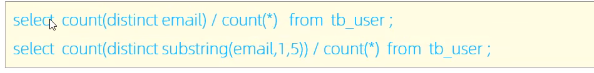 select count(distinct email) / count(*) from tb_user ;
select count(distinct substring(email,1,5)) / count(*) from tb_user ;